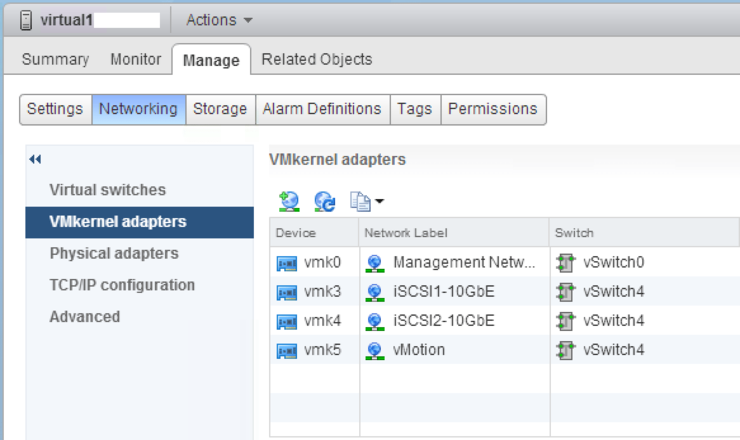 virtual1 Actions
Summary Monitor Manage Related Objects
Settings Networking Storage Alarm Definitions Tags Permissions
Virtual switches
VMkernel adapters
Physical adapters
TCP/IP configuration
Advanced
VMkernel adapters
Device Network Label Switch
vmk0 Management Netw... vSwitch0
vmk3 iSCSI1-10GbE vSwitch4
vmk4 iSCSI2-10GbE vSwitch4
vmk5 vMotion vSwitch4